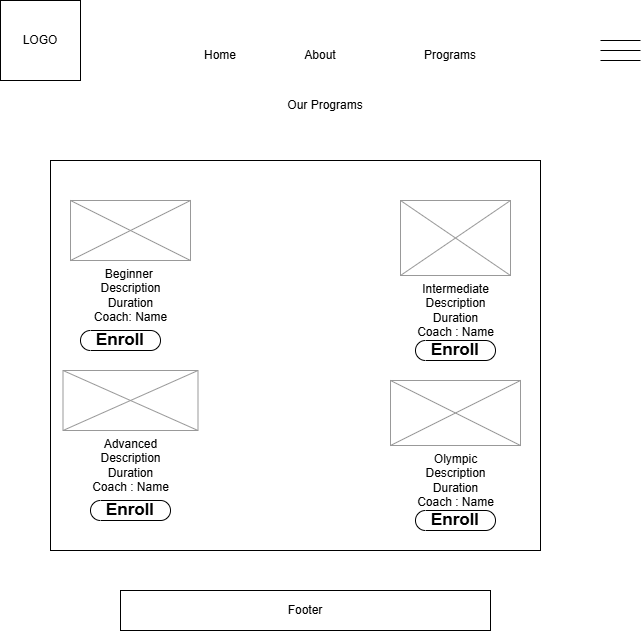 LOGO
Home
About
Programs
Our Programs
Beginner
Description
Duration
Coach: Name
Enroll
Intermediate
Description
Duration
Coach : Name
Enroll
Advanced
Description
Duration
Coach : Name
Enroll
Olympic
Description
Duration
Coach : Name
Enroll
Footer